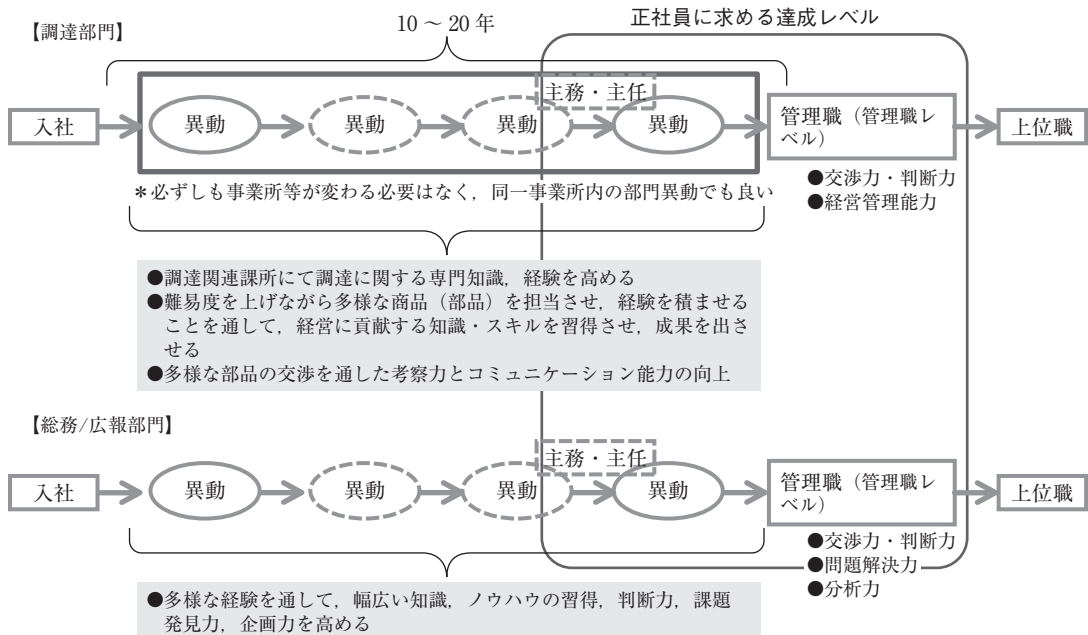 正社員に求める達成レベル
【調達部門】
10～20年
入社
異動
異動
異動
主務・主任
異動
管理職（管理職レ
ベル）
上位職
＊必ずしも事業所等が変わる必要はなく，同一事業所内の部門異動でも良い
●交渉力・判断力
●経営管理能力
●調達関連課所にて調達に関する専門知識，経験を高める
●難易度を上げながら多様な商品（部品）を担当させ，経験を積ませる
ことを通して，経営に貢献する知識・スキルを習得させ，成果を出さ
せる
●多様な部品の交渉を通した考察力とコミュニケーション能力の向上
【総務/広報部門】
入社
異動
異動
異動
主務・主任
異動
管理職（管理職レ
ベル）
上位職
●交渉力・判断力
●問題解決力
●分析力
●多様な経験を通して，幅広い知識，ノウハウの習得，判断力，課題
発見力，企画力を高める